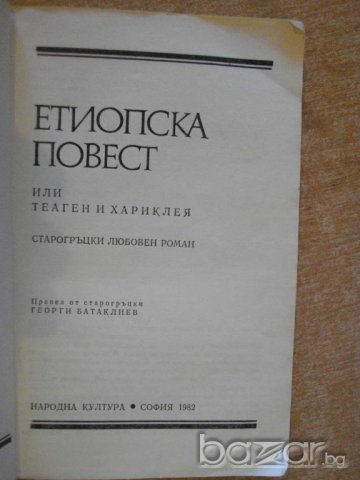 ЕТИОПСКА
ПОВЕСТ
ИЛИ
ТЕАГЕН И ХАРИКЛЕЯ
СТАРОГРЪЦКИ ЛЮБОВЕН РОМАН
Превел от старогръцки
ГЕОРГИ БАТАКЛИЕВ
НАРОДНА КУЛТУРА • СОФИЯ 1982
bazar.bg